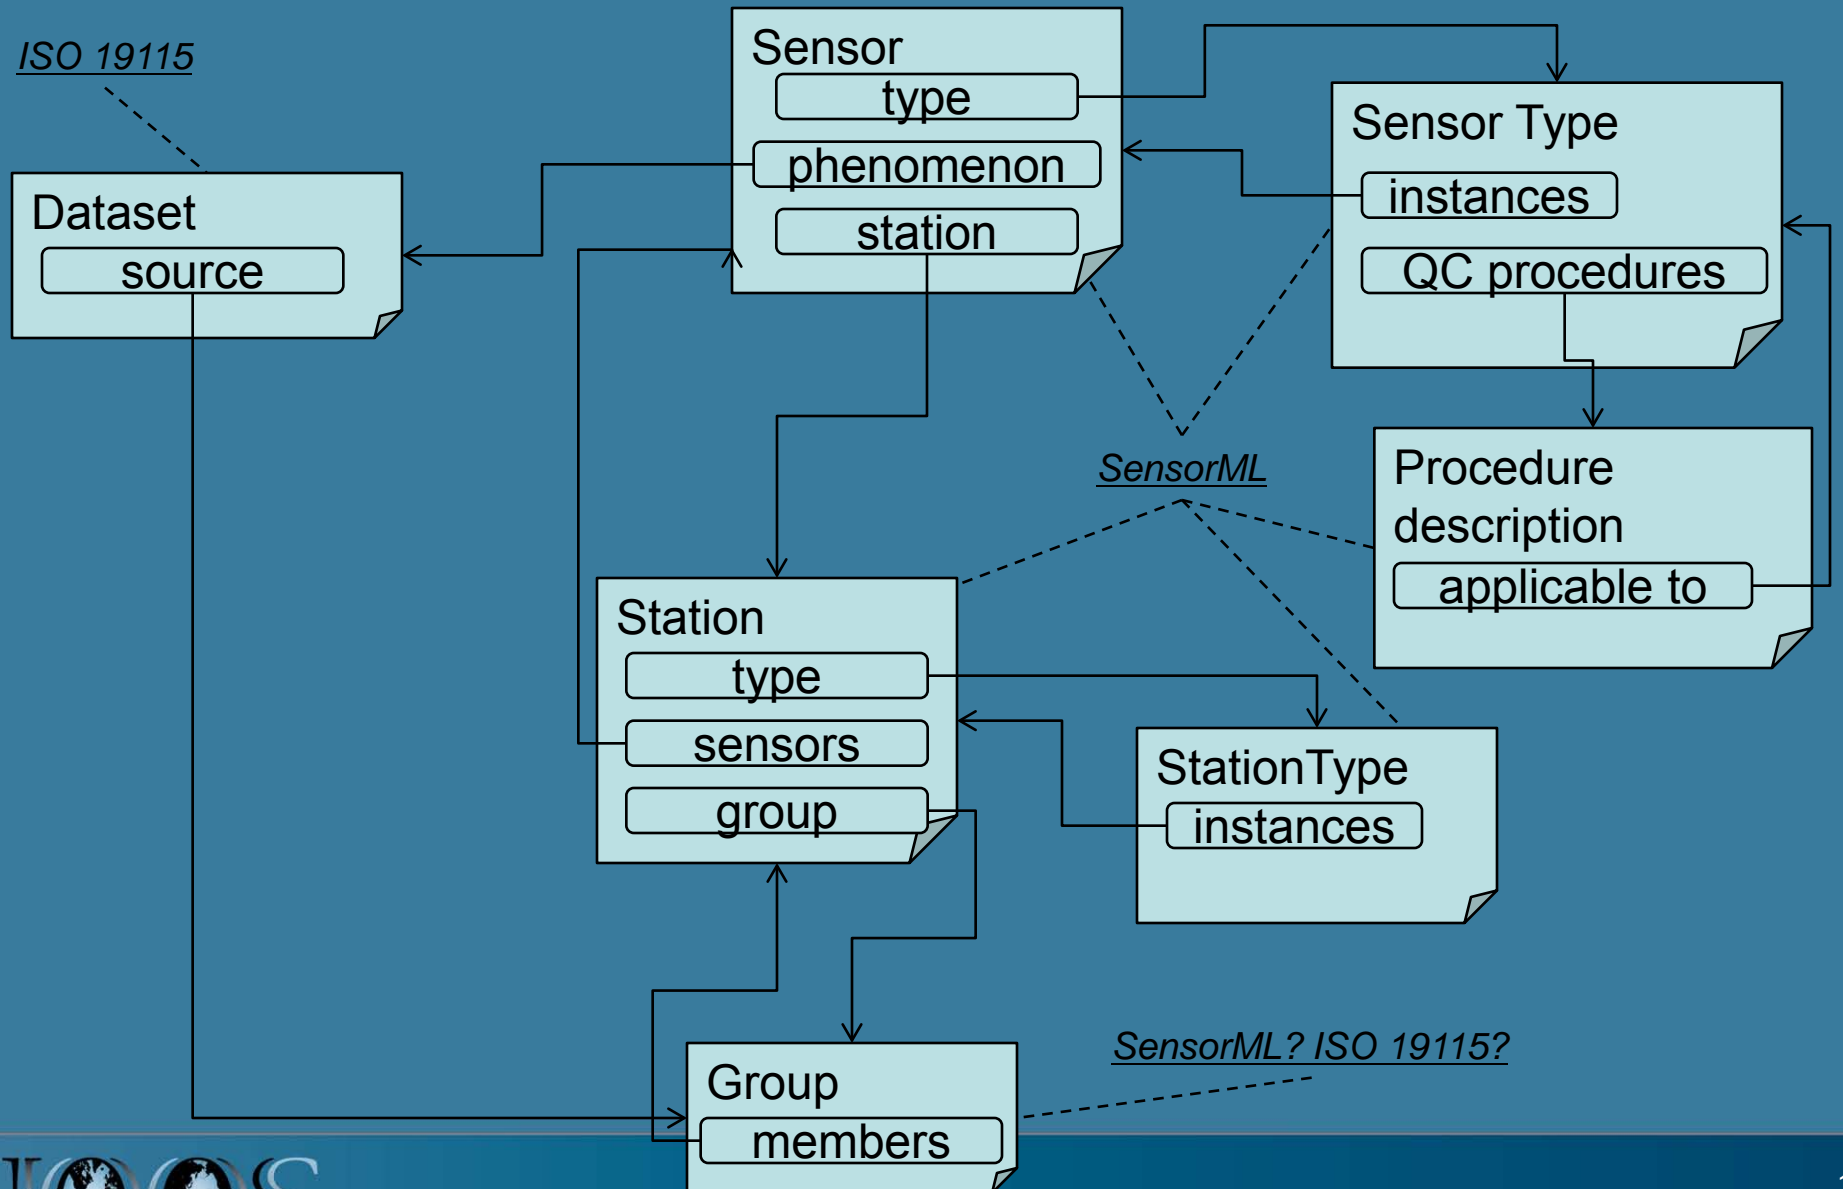 ISO 19115
Sensor
type
phenomenon
station
Sensor Type
instances
QC procedures
Dataset
source
SensorML
Procedure
description
applicable to
Station
type
sensors
group
StationType
instances
SensorML? ISO 19115?
Group
members